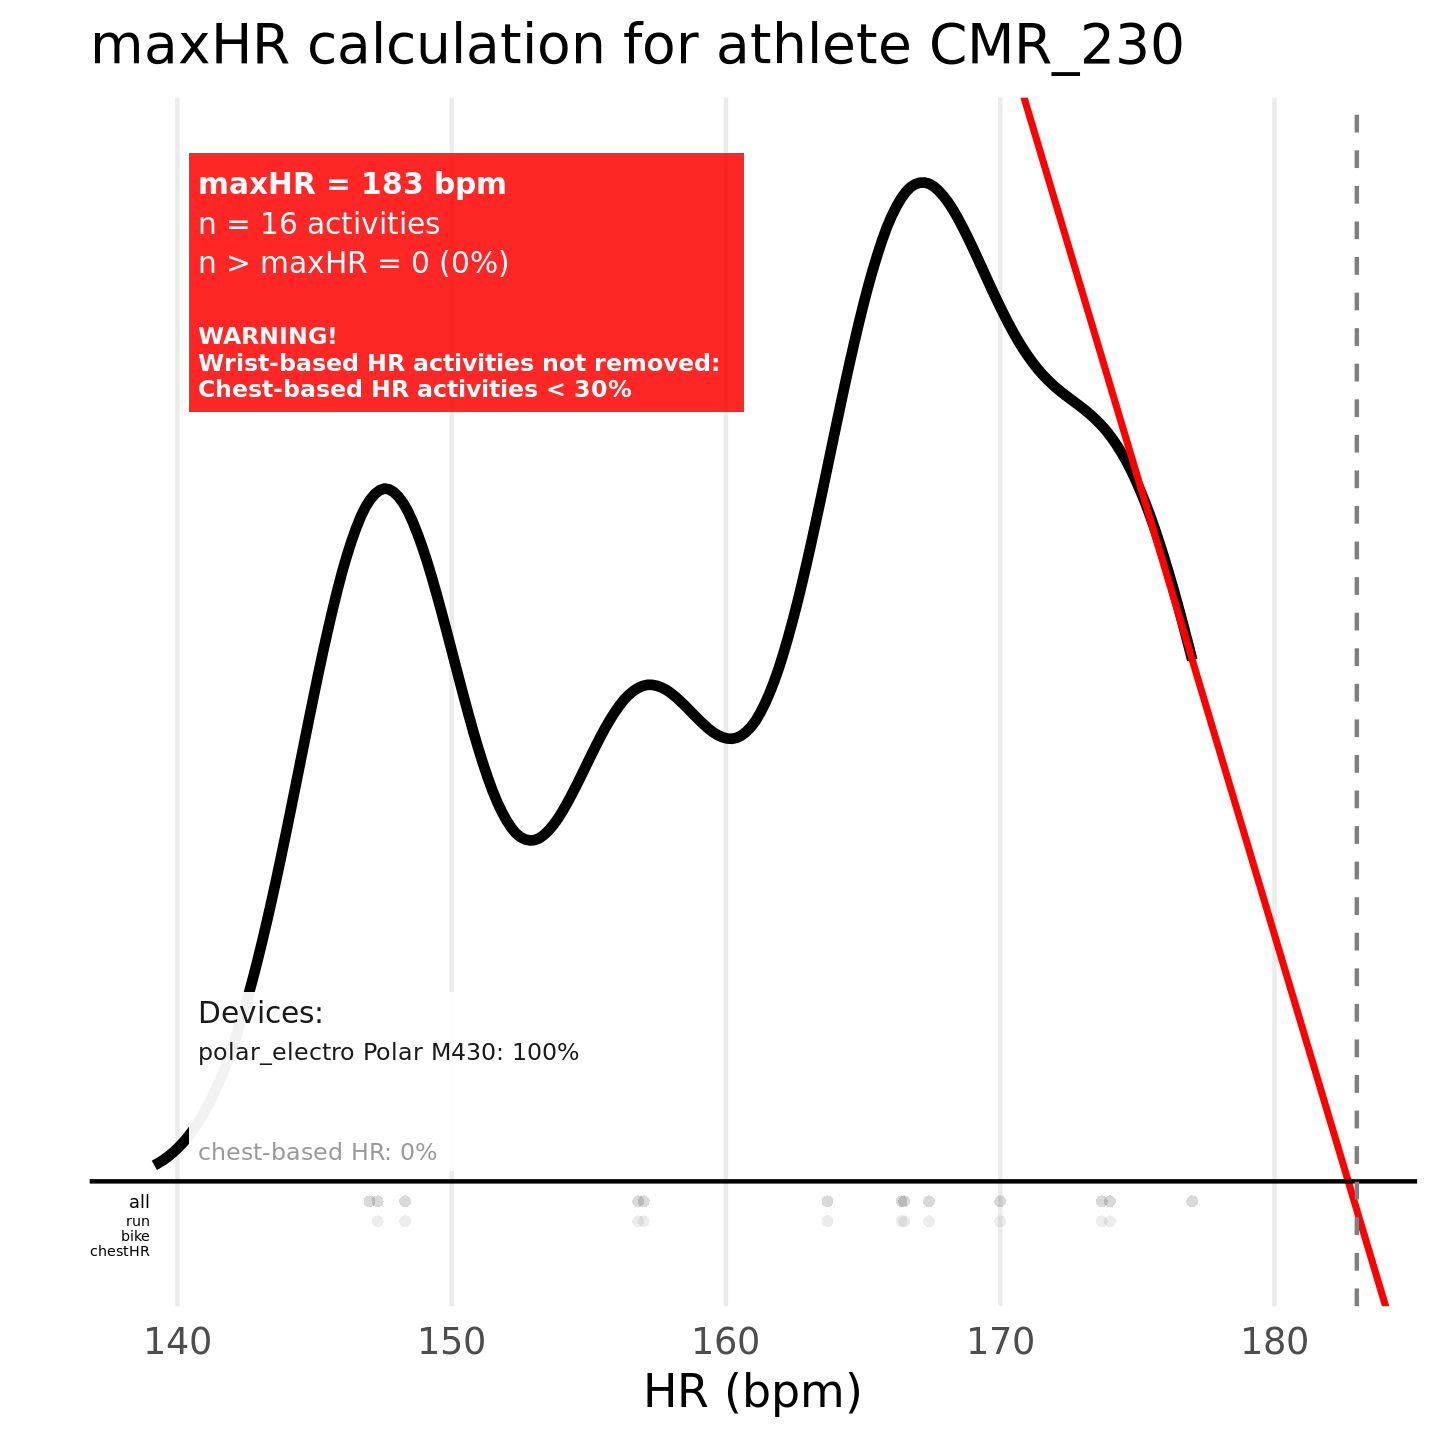 maxHR calculation for athlete CMR_230
maxHR = 183 bpm
n = 16 activities
n > maxHR = 0 (0%)
WARNING!
Wrist-based HR activities not removed:
Chest-based HR activities < 30%
Devices:
polar_electro Polar M430: 100%
chest-based HR: 0%
all
run
bike
chestHR
140 150 160 170 180
HR (bpm)